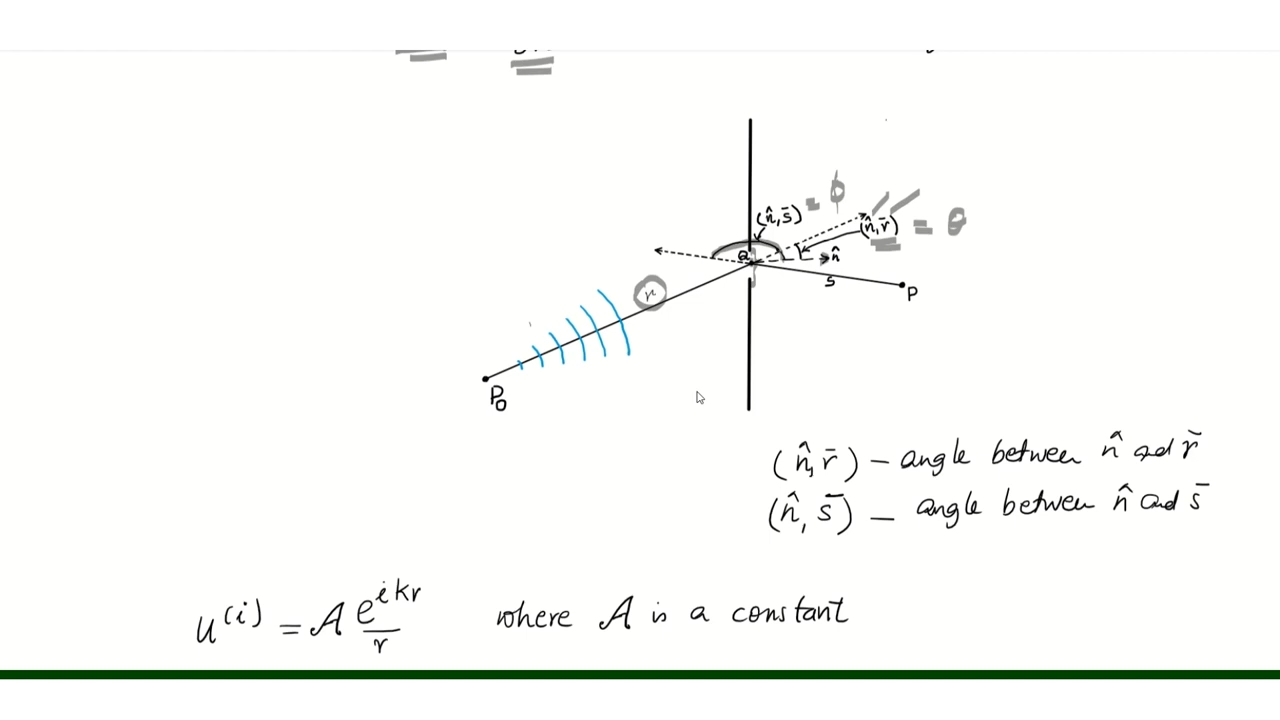 (n̂, s̄) = ϕ
(n̂, r̄) = θ
Q
n̂
r
s
P
P₀
(n̂, r̄) – angle between n̂ and r̄
(n̂, s̄) – angle between n̂ and s̄
u⁽ⁱ⁾ = A e^{ikr}/r where A is a constant